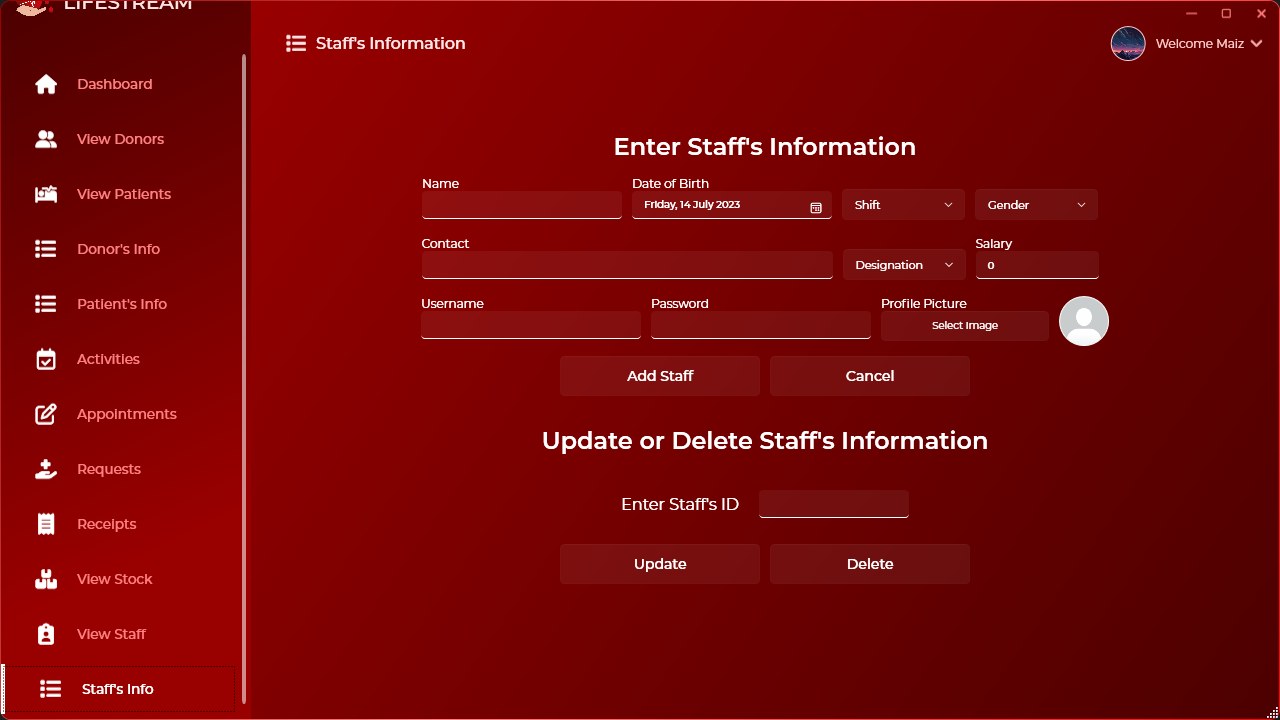 LIFESTREAM
Staff's Information
Welcome Maiz
Dashboard
View Donors
View Patients
Donor's Info
Patient's Info
Activities
Appointments
Requests
Receipts
View Stock
View Staff
Staff's Info
Enter Staff's Information
Name
Date of Birth
Friday, 14 July 2023
Shift
Gender
Contact
Designation
Salary
0
Username
Password
Profile Picture
Select Image
Add Staff
Cancel
Update or Delete Staff's Information
Enter Staff's ID
Update
Delete